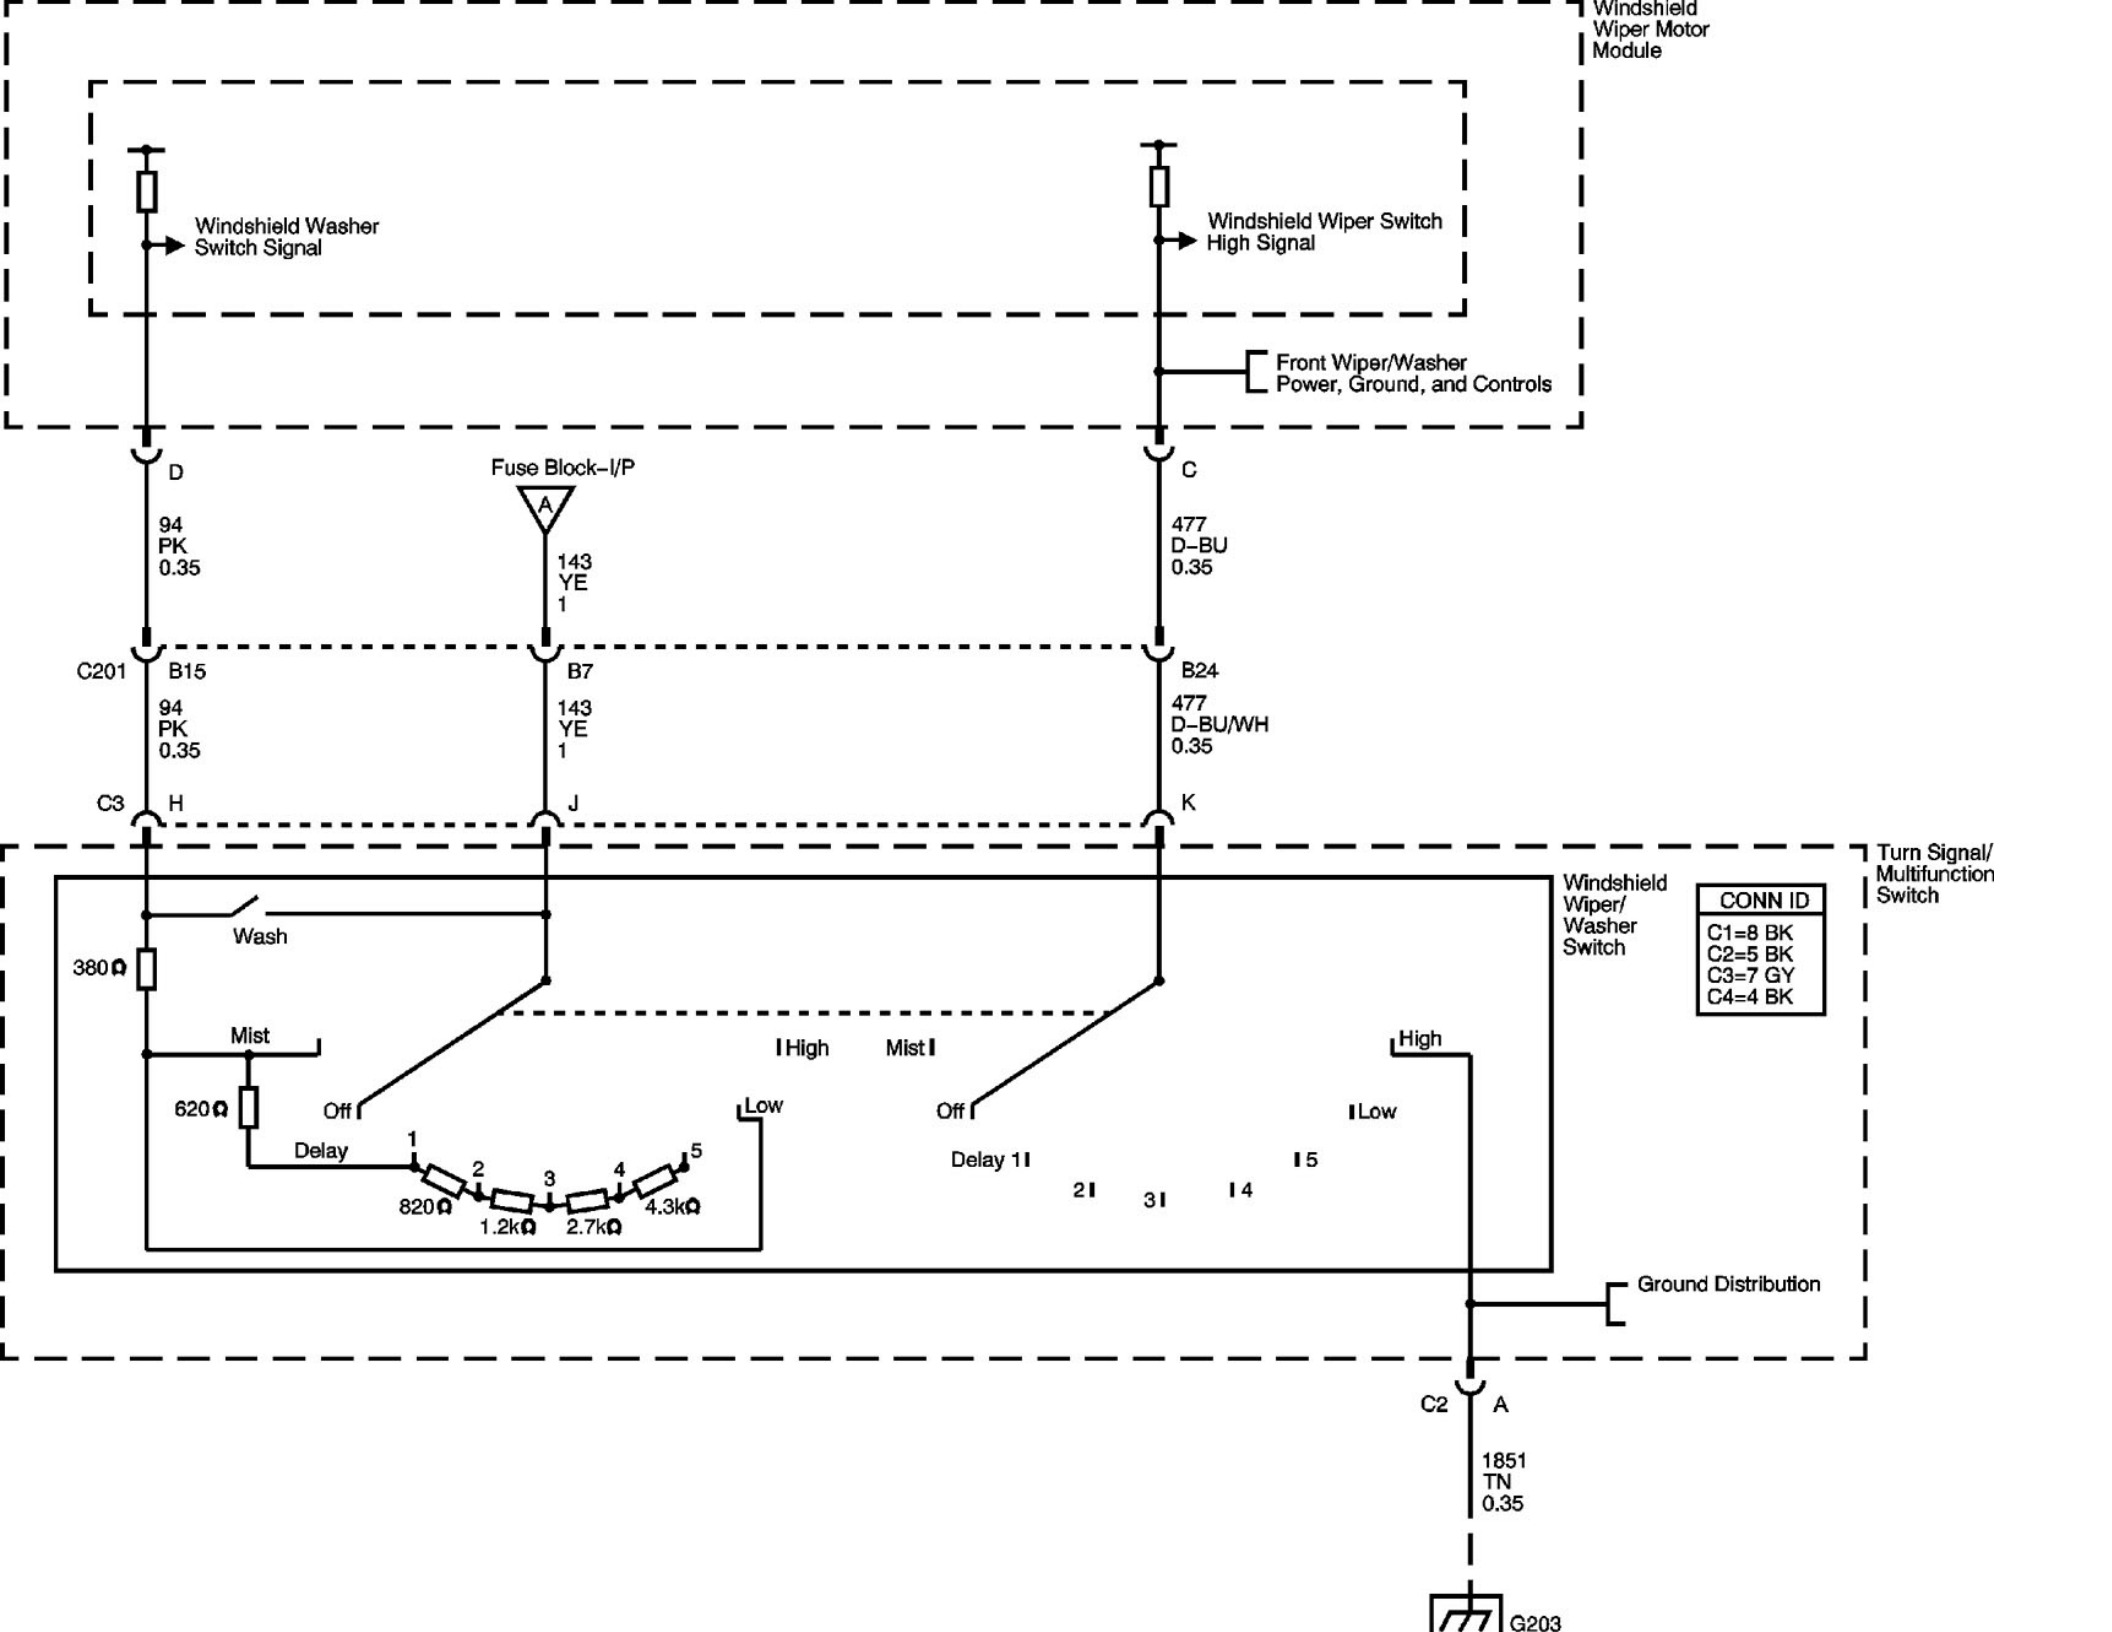 Windshield
Wiper Motor
Module
Windshield Washer
Switch Signal
Windshield Wiper Switch
High Signal
Front Wiper/Washer
Power, Ground, and Controls
D
Fuse Block-I/P
A
C
94
PK
0.35
143
YE
1
477
D-BU
0.35
C201
B15
B7
B24
94
PK
0.35
143
YE
1
477
D-BU/WH
0.35
C3
H
J
K
Turn Signal/
Multifunction
Switch
Windshield
Wiper/
Washer
Switch
CONN ID
C1=8 BK
C2=5 BK
C3=7 GY
C4=4 BK
Wash
380Ω
Mist
High
Mist
High
620Ω
Off
Low
Off
Low
Delay
1
2
3
4
5
820Ω
1.2kΩ
2.7kΩ
4.3kΩ
Delay 1
2
3
4
5
Ground Distribution
C2
A
1851
TN
0.35
G203